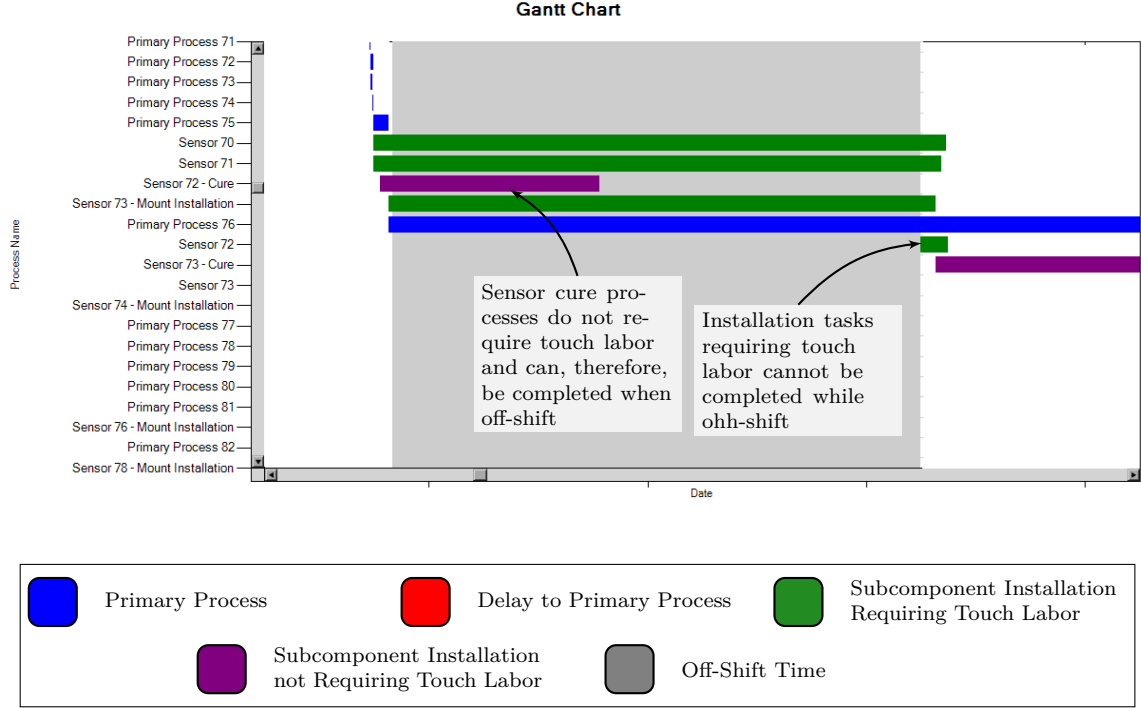 Gantt Chart
Primary Process 71
Primary Process 72
Primary Process 73
Primary Process 74
Primary Process 75
Sensor 70
Sensor 71
Sensor 72 - Cure
Sensor 73 - Mount Installation
Primary Process 76
Sensor 72
Sensor 73 - Cure
Sensor 73
Sensor 74 - Mount Installation
Primary Process 77
Primary Process 78
Primary Process 79
Primary Process 80
Primary Process 81
Sensor 76 - Mount Installation
Primary Process 82
Sensor 78 - Mount Installation
Process Name
Sensor cure pro-
cesses do not re-
quire touch labor
and can, therefore,
be completed when
off-shift
Installation tasks
requiring touch
labor cannot be
completed while
ohh-shift
Date
Primary Process
Delay to Primary Process
Subcomponent Installation
Requiring Touch Labor
Subcomponent Installation
not Requiring Touch Labor
Off-Shift Time